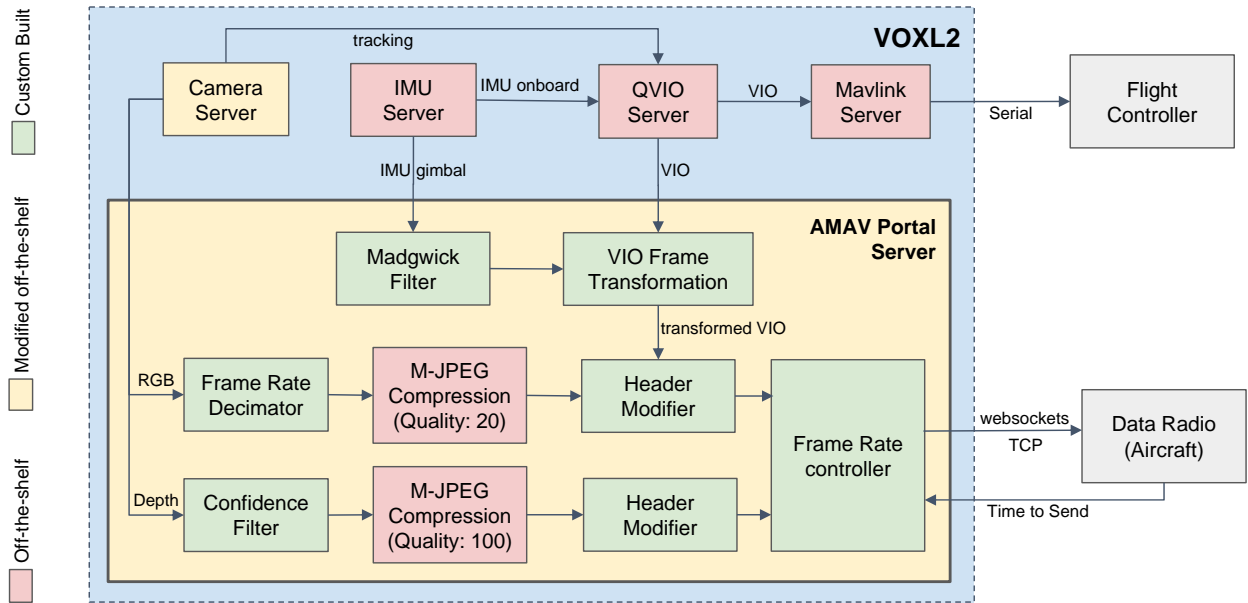 Custom Built
Modified off-the-shelf
Off-the-shelf
VOXL2
tracking
Camera
Server
IMU
Server
IMU onboard
QVIO
Server
VIO
Mavlink
Server
Serial
Flight
Controller
IMU gimbal
VIO
AMAV Portal
Server
Madgwick
Filter
VIO Frame
Transformation
transformed VIO
RGB
Frame Rate
Decimator
M-JPEG
Compression
(Quality: 20)
Header
Modifier
Frame Rate
controller
websockets
TCP
Data Radio
(Aircraft)
Time to Send
Depth
Confidence
Filter
M-JPEG
Compression
(Quality: 100)
Header
Modifier